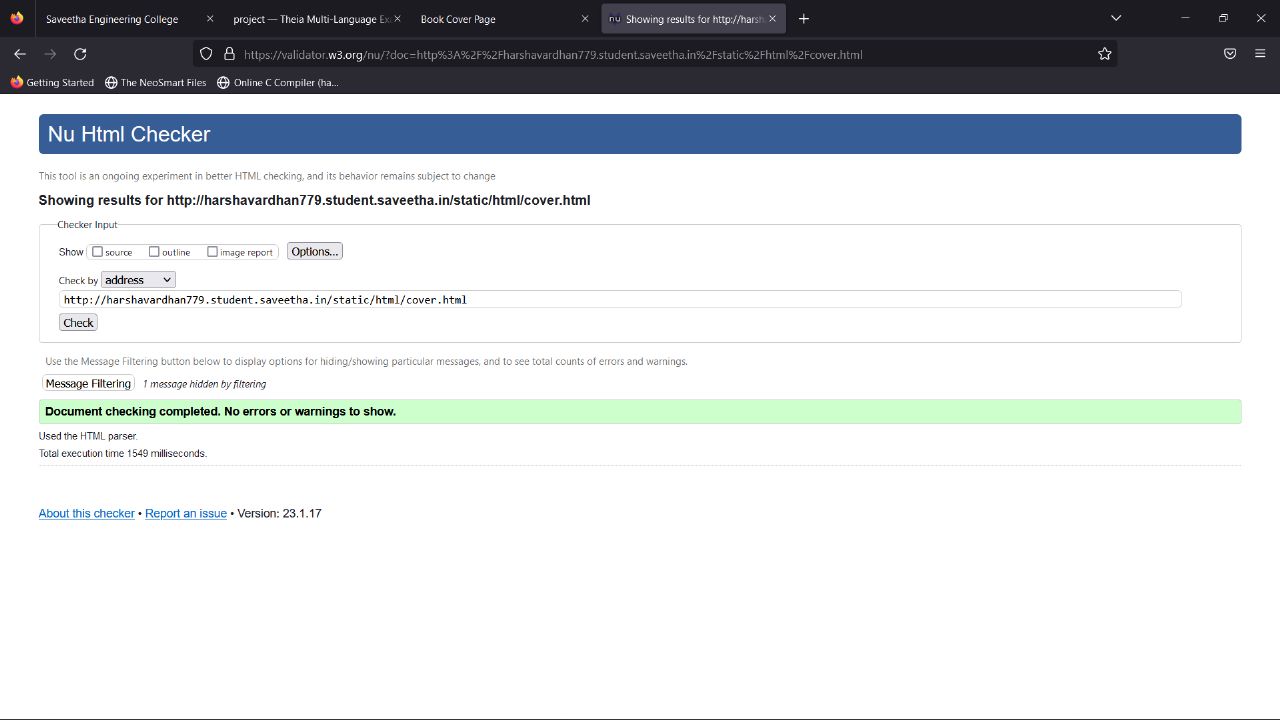 Saveetha Engineering College
project — Theia Multi-Language Ex
Book Cover Page
nu Showing results for http://harsh
https://validator.w3.org/nu/?doc=http%3A%2F%2Fharshavardhan779.student.saveetha.in%2Fstatic%2Fhtml%2Fcover.html
Getting Started The NeoSmart Files Online C Compiler (ha...
Nu Html Checker
This tool is an ongoing experiment in better HTML checking, and its behavior remains subject to change
Showing results for http://harshavardhan779.student.saveetha.in/static/html/cover.html
Checker Input
Show source outline image report Options...
Check by address
http://harshavardhan779.student.saveetha.in/static/html/cover.html
Check
Use the Message Filtering button below to display options for hiding/showing particular messages, and to see total counts of errors and warnings.
Message Filtering 1 message hidden by filtering
Document checking completed. No errors or warnings to show.
Used the HTML parser.
Total execution time 1549 milliseconds.
About this checker • Report an issue • Version: 23.1.17